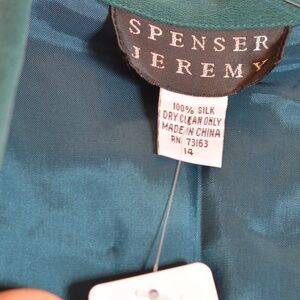 SPENSER
JEREMY
100% SILK
DRY CLEAN ONLY
MADE IN CHINA
RN 73163
14